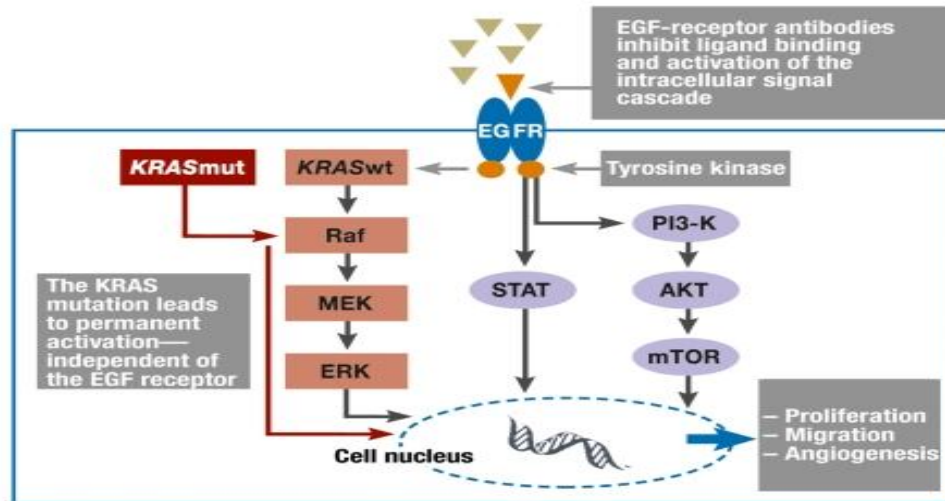 EGF-receptor antibodies
inhibit ligand binding
and activation of the
intracellular signal
cascade
EGFR
KRASmut
KRASwt
Tyrosine kinase
Raf
PI3-K
The KRAS
mutation leads
to permanent
activation—
independent of
the EGF receptor
MEK
STAT
AKT
ERK
mTOR
Cell nucleus
– Proliferation
– Migration
– Angiogenesis